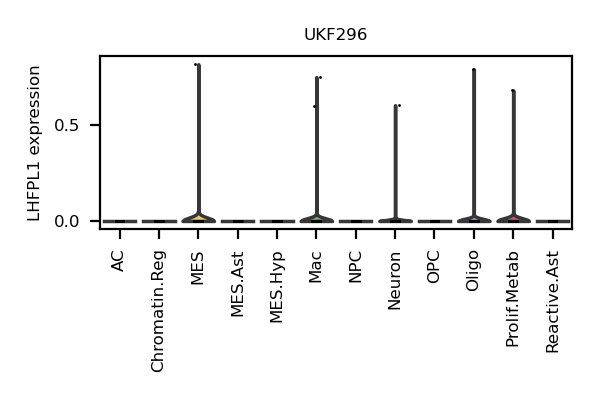 UKF296
LHFPL1 expression
0.5
0.0
AC
Chromatin.Reg
MES
MES.Ast
MES.Hyp
Mac
NPC
Neuron
OPC
Oligo
Prolif.Metab
Reactive.Ast